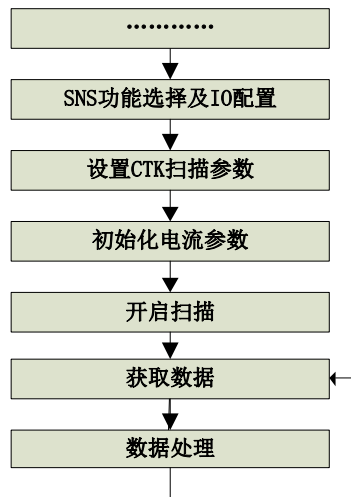 …………
SNS功能选择及IO配置
设置CTK扫描参数
初始化电流参数
开启扫描
获取数据
数据处理